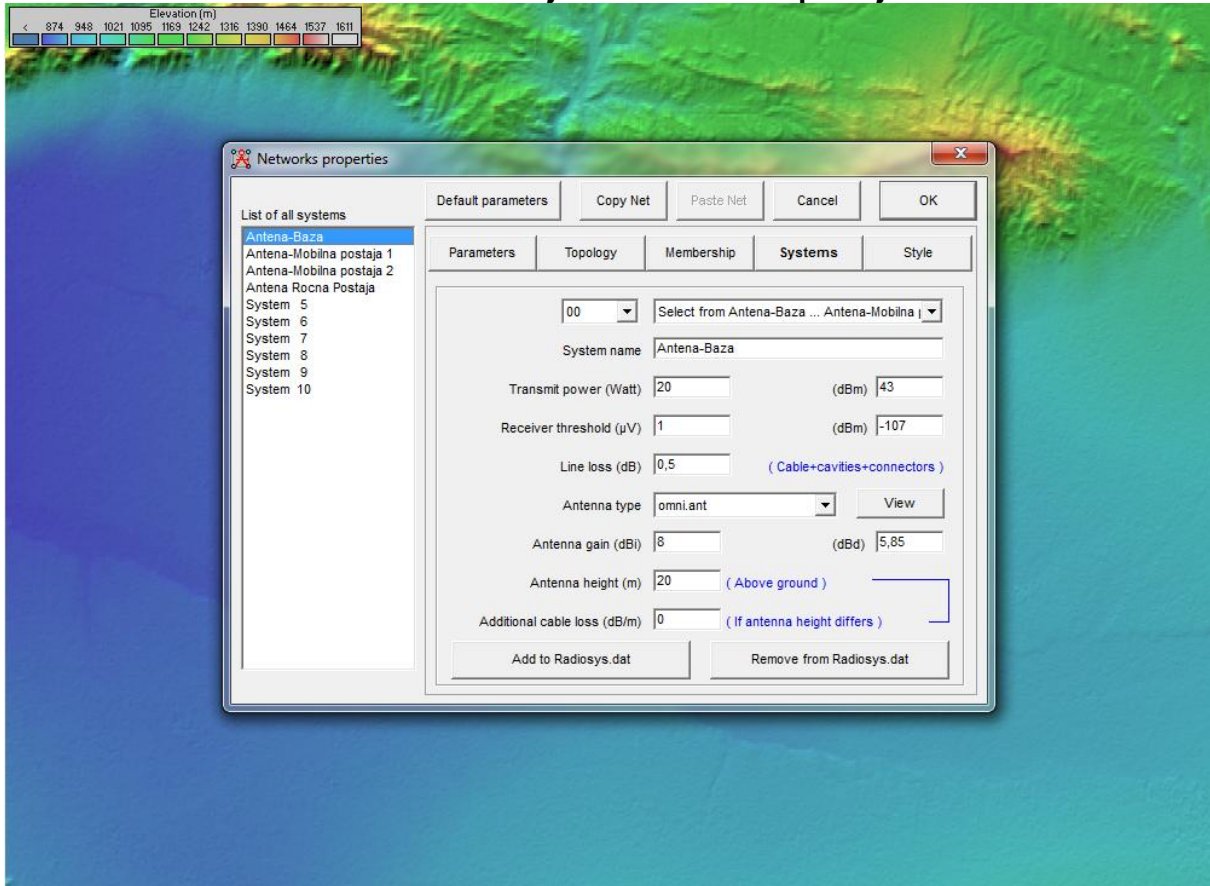 Elevation (m)
< 874 948 1021 1095 1169 1242 1316 1390 1464 1537 1611
Networks properties
X
Default parameters Copy Net Paste Net Cancel OK
List of all systems
Antena-Baza
Antena-Mobilna postaja 1
Antena-Mobilna postaja 2
Antena Rocna Postaja
System 5
System 6
System 7
System 8
System 9
System 10
Parameters Topology Membership Systems Style
00 Select from Antena-Baza ... Antena-Mobilna
System name Antena-Baza
Transmit power (Watt) 20 (dBm) 43
Receiver threshold (µV) 1 (dBm) -107
Line loss (dB) 0,5 ( Cable+cavities+connectors )
Antenna type omni.ant View
Antenna gain (dBi) 8 (dBd) 5,85
Antenna height (m) 20 ( Above ground )
Additional cable loss (dB/m) 0 ( If antenna height differs )
Add to Radiosys.dat Remove from Radiosys.dat